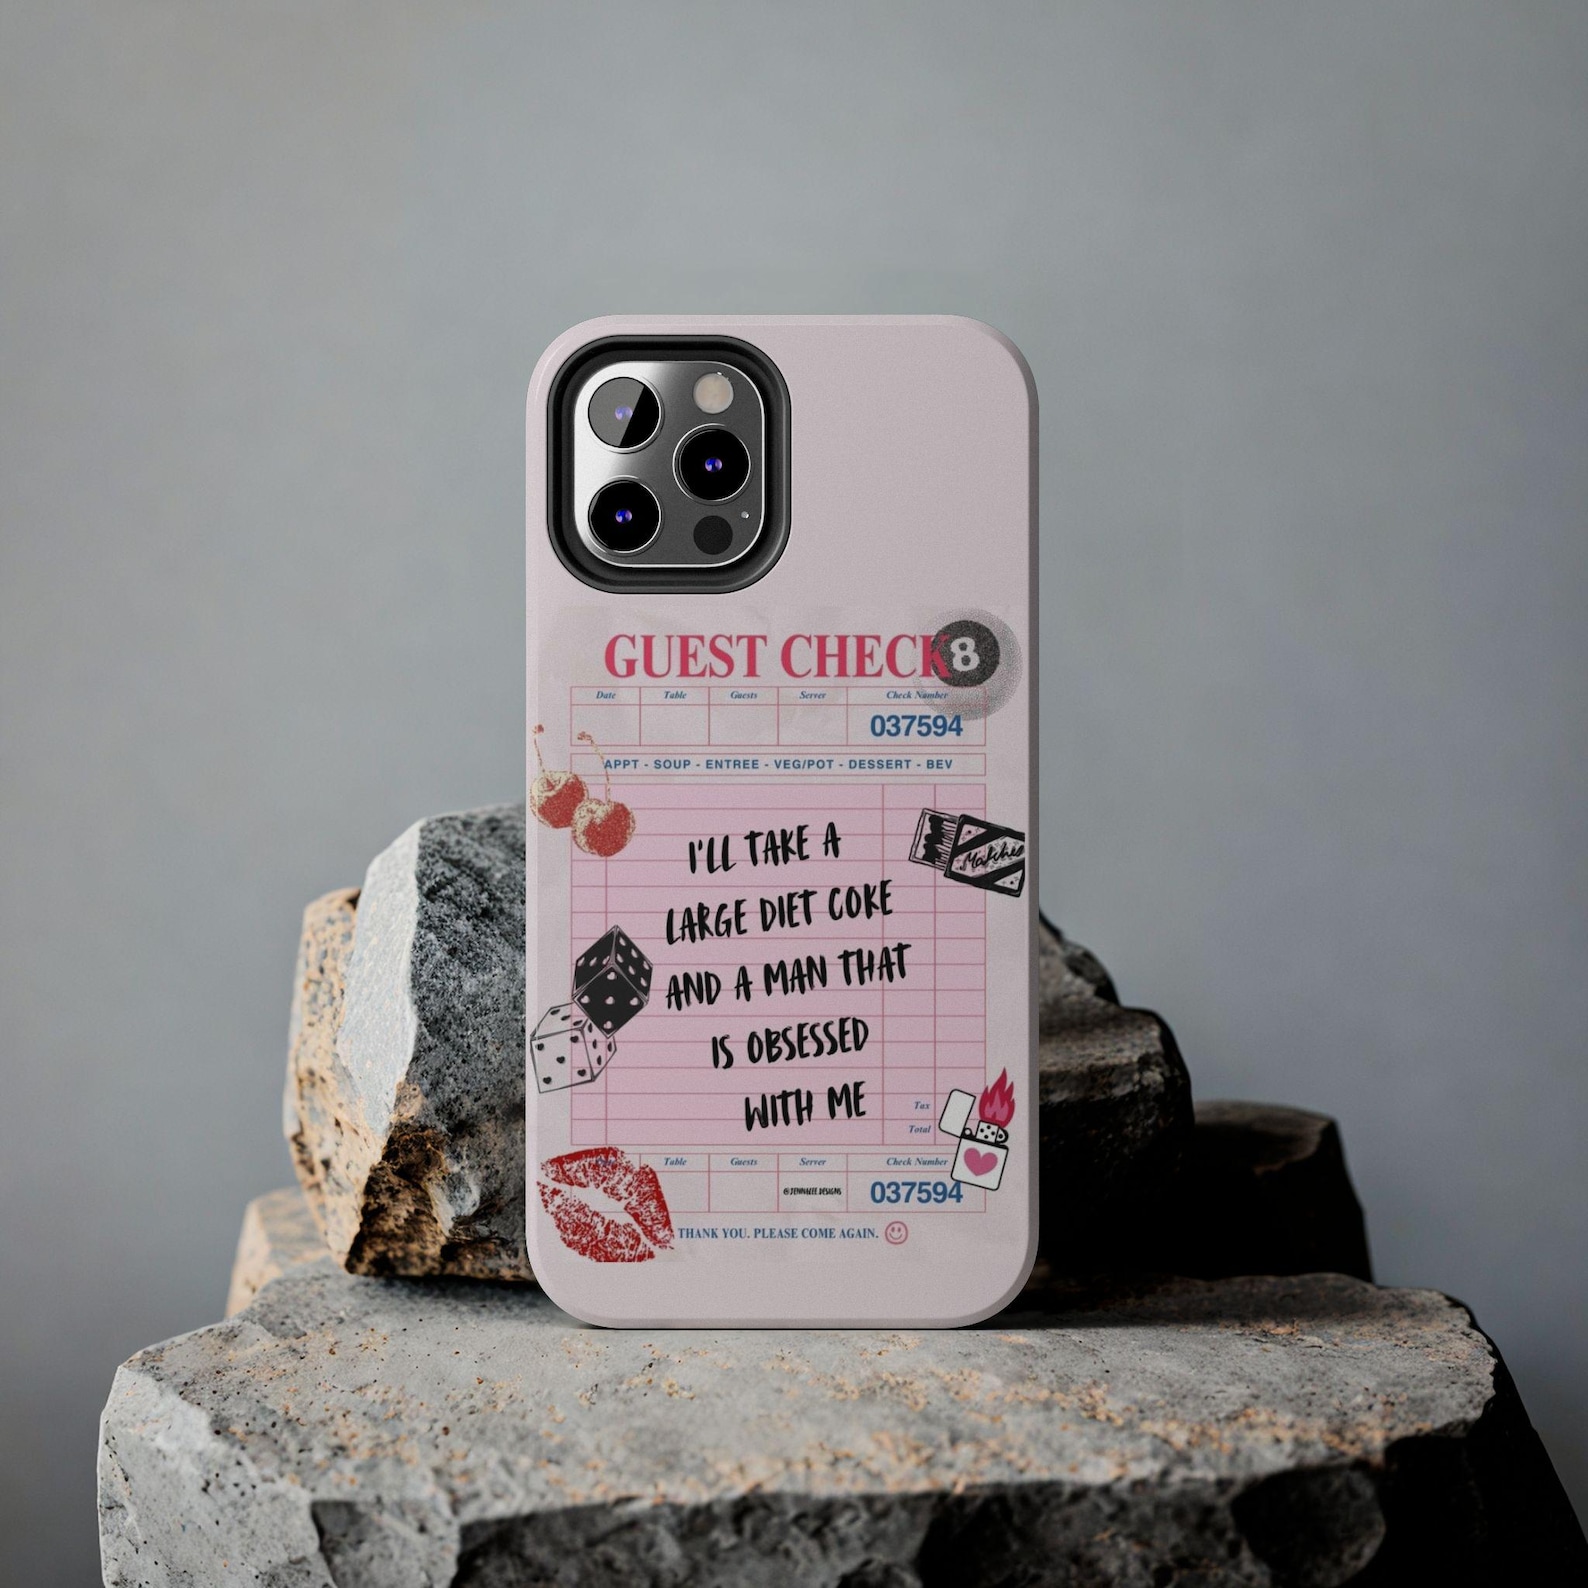 GUEST CHECK
8
Date Table Guests Server Check Number
037594
APPT - SOUP - ENTREE - VEG/POT - DESSERT - BEV
I'LL TAKE A
LARGE DIET COKE
AND A MAN THAT
IS OBSESSED
WITH ME
Matches
Tax
Total
Table Guests Server Check Number
037594
THANK YOU. PLEASE COME AGAIN.